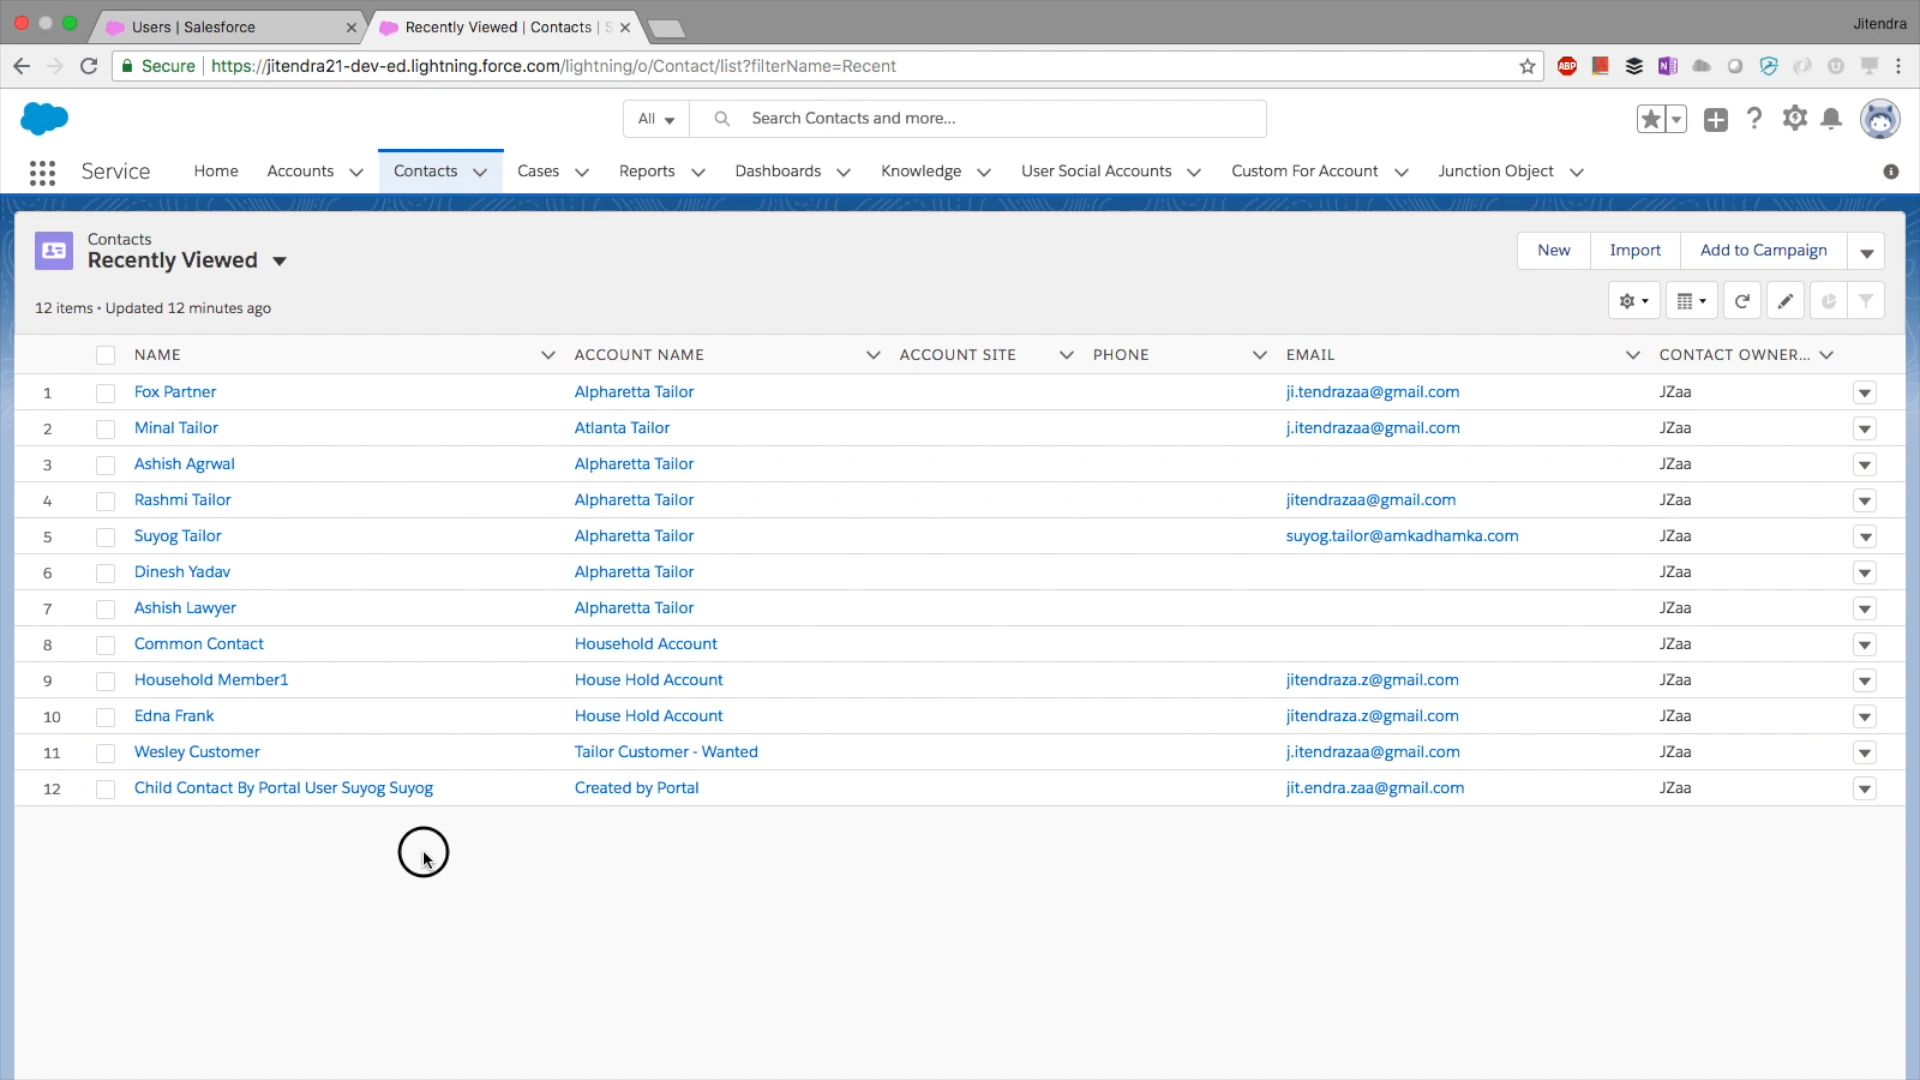 Users | Salesforce
Recently Viewed | Contacts | S
Jitendra
Secure
https://jitendra21-dev-ed.lightning.force.com/lightning/o/Contact/list?filterName=Recent
ABP
All
Search Contacts and more...
Service
Home
Accounts
Contacts
Cases
Reports
Dashboards
Knowledge
User Social Accounts
Custom For Account
Junction Object
Contacts
Recently Viewed
New
Import
Add to Campaign
12 items • Updated 12 minutes ago
NAME ACCOUNT NAME ACCOUNT SITE PHONE EMAIL CONTACT OWNER...
1 Fox Partner Alpharetta Tailor ji.tendrazaa@gmail.com JZaa
2 Minal Tailor Atlanta Tailor j.itendrazaa@gmail.com JZaa
3 Ashish Agrwal Alpharetta Tailor JZaa
4 Rashmi Tailor Alpharetta Tailor jitendrazaa@gmail.com JZaa
5 Suyog Tailor Alpharetta Tailor suyog.tailor@amkadhamka.com JZaa
6 Dinesh Yadav Alpharetta Tailor JZaa
7 Ashish Lawyer Alpharetta Tailor JZaa
8 Common Contact Household Account JZaa
9 Household Member1 House Hold Account jitendraza.z@gmail.com JZaa
10 Edna Frank House Hold Account jitendraza.z@gmail.com JZaa
11 Wesley Customer Tailor Customer - Wanted j.itendrazaa@gmail.com JZaa
12 Child Contact By Portal User Suyog Suyog Created by Portal jit.endra.zaa@gmail.com JZaa